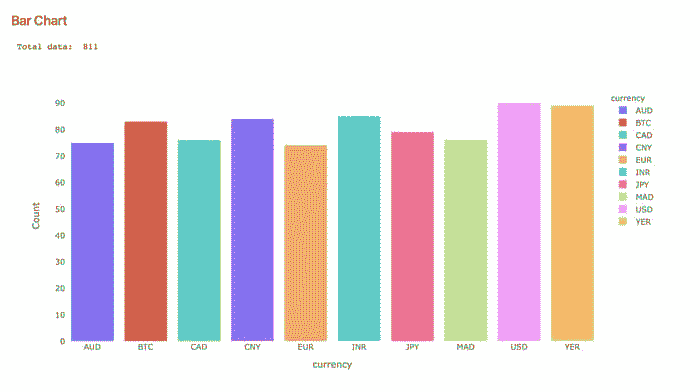 Bar Chart
Total data: 811
currency
AUD
BTC
CAD
CNY
EUR
INR
JPY
MAD
USD
YER
90
80
70
60
50
40
30
20
10
0
Count
AUD BTC CAD CNY EUR INR JPY MAD USD YER
currency